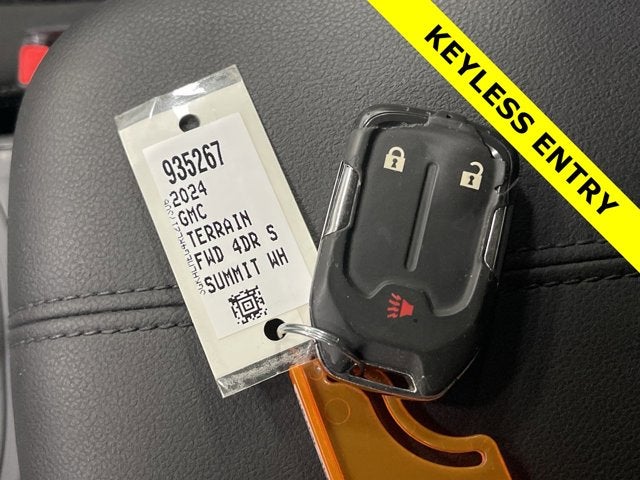 KEYLESS ENTRY
935267
2024
GMC
TERRAIN
FWD 4DR S
SUMMIT WH